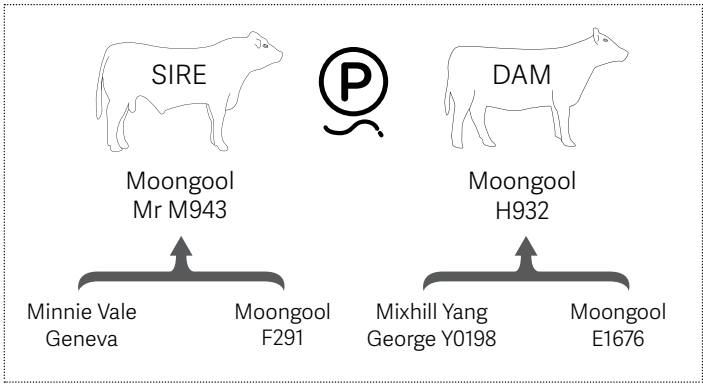 SIRE
P
DAM
Moongool
Mr M943
Moongool
H932
Minnie Vale
Geneva
Moongool
F291
Mixhill Yang
George Y0198
Moongool
E1676